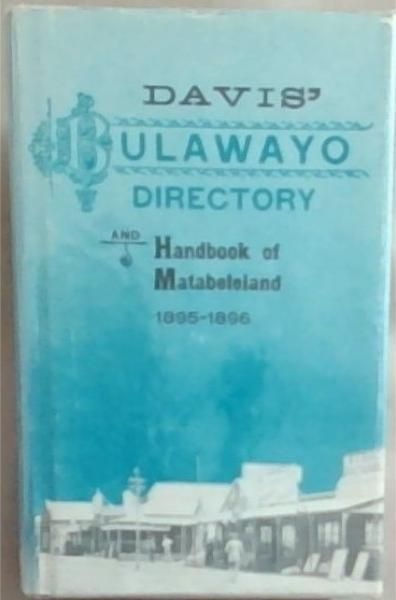 DAVIS'
BULAWAYO
DIRECTORY
AND Handbook of
Matabeleland
1895-1896